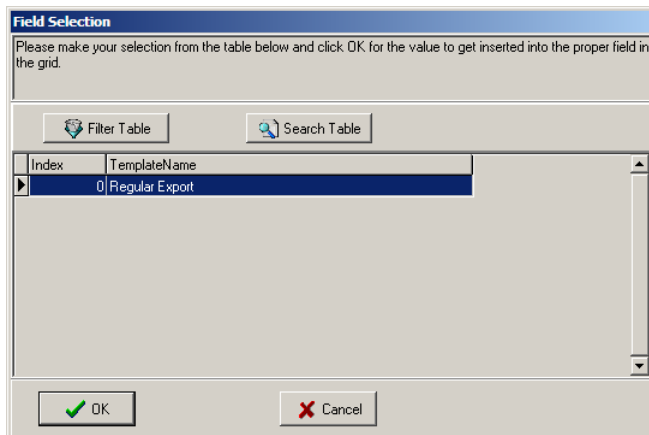 Field Selection
Please make your selection from the table below and click OK for the value to get inserted into the proper field in
the grid.
Filter Table Search Table
Index TemplateName
0 Regular Export
OK Cancel